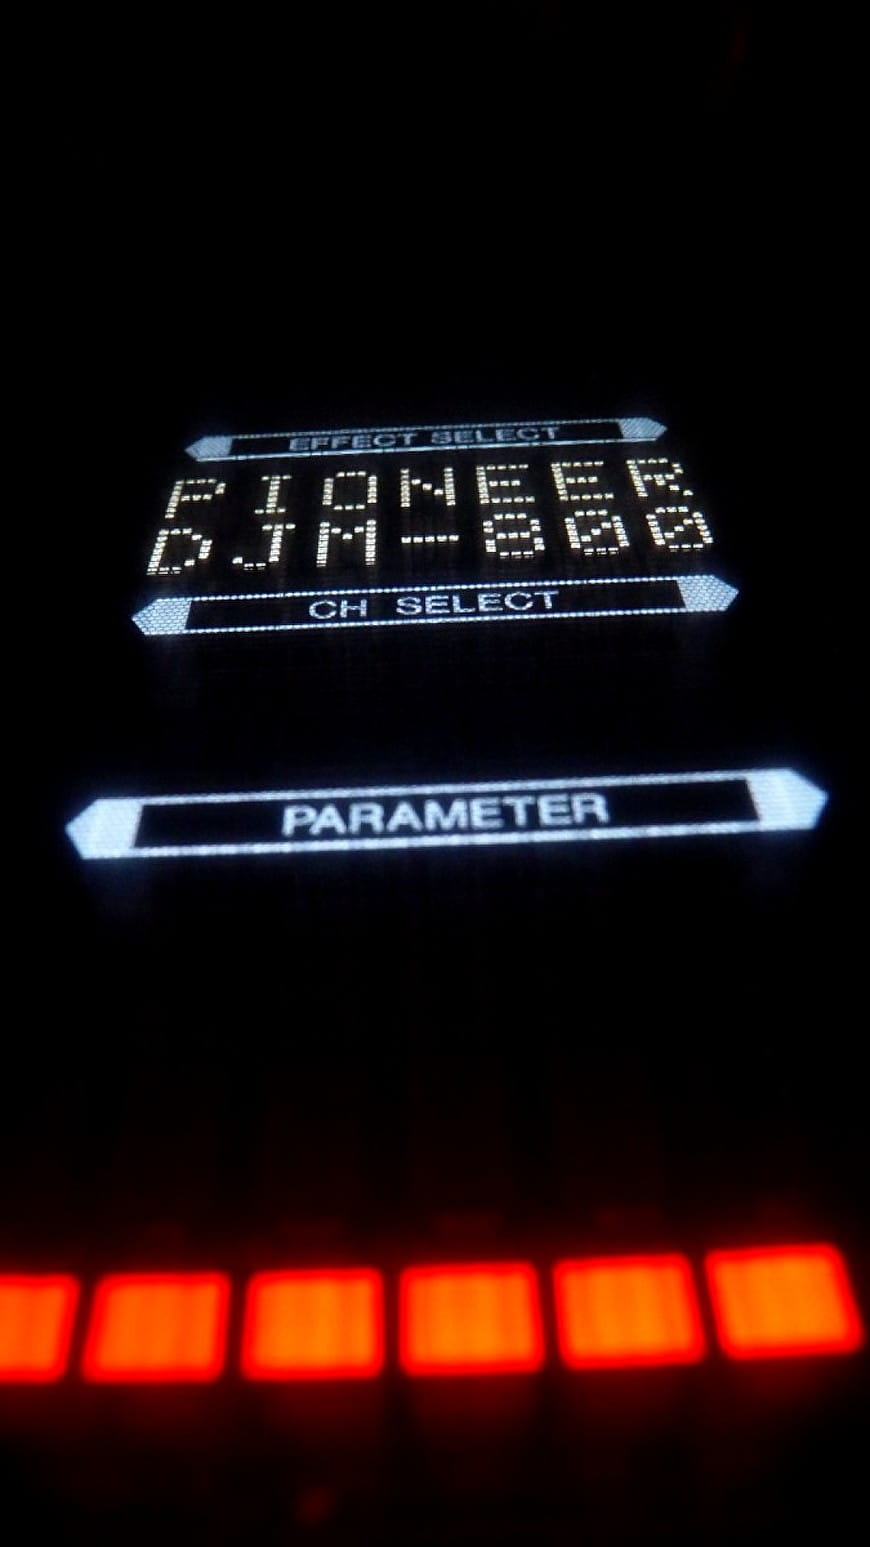 EFFECT SELECT
PIONEER
DJM-800
CH SELECT
PARAMETER